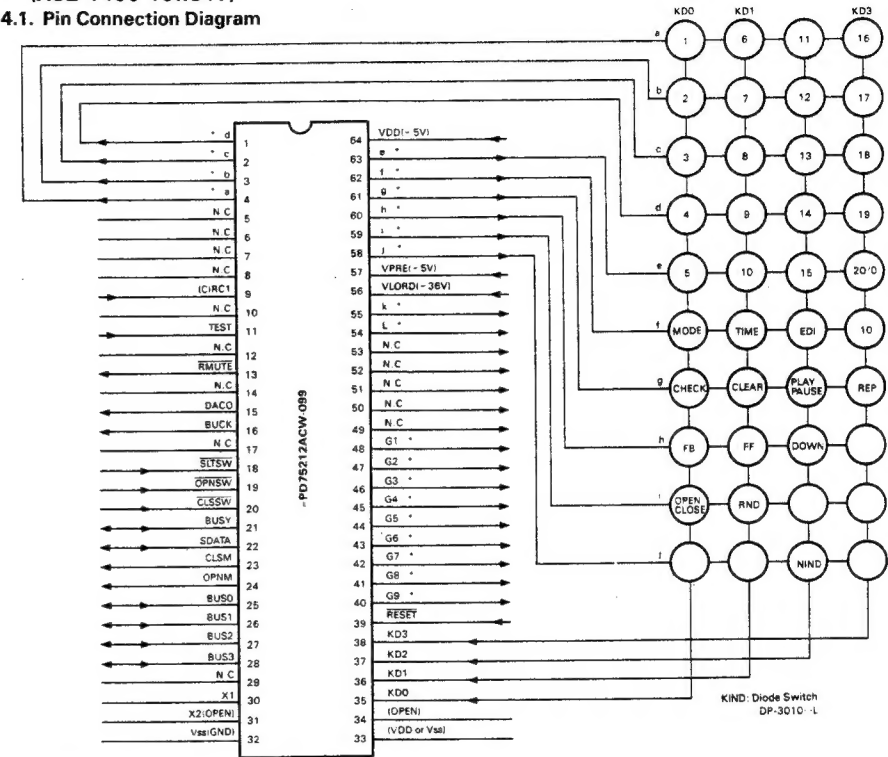 4.1. Pin Connection Diagram
KD0 KD1 KD3
a 1 6 11 16
b 2 7 12 17
c 3 8 13 18
d 4 9 14 19
e 5 10 15 20/0
f MODE TIME EDI 10
g CHECK CLEAR PLAY PAUSE REP
h FB FF DOWN
i OPEN CLOSE RND
j NIND
* d 1
* c 2
* b 3
* a 4
N.C 5
N.C 6
N.C 7
N.C 8
(C)RC1 9
N.C 10
TEST 11
N.C 12
RMUTE 13
N.C 14
DACO 15
BUCK 16
N.C 17
SLTSW 18
OPNSW 19
CLSSW 20
BUSY 21
SDATA 22
CLSM 23
OPNM 24
BUS0 25
BUS1 26
BUS2 27
BUS3 28
N.C 29
X1 30
X2(OPEN) 31
Vss(GND) 32
PD75212ACW-099
64 VDD(-5V)
63 e *
62 f *
61 g *
60 h *
59 i *
58 j *
57 VPRE(-5V)
56 VLORD(-36V)
55 k *
54 L *
53 N.C
52 N.C
51 N.C
50 N.C
49 N.C
48 G1 *
47 G2 *
46 G3 *
45 G4 *
44 G5 *
43 G6 *
42 G7 *
41 G8 *
40 G9 *
39 RESET
38 KD3
37 KD2
36 KD1
35 KD0
34 (OPEN)
33 (VDD or Vss)
KIND: Diode Switch
DP-3010 -L